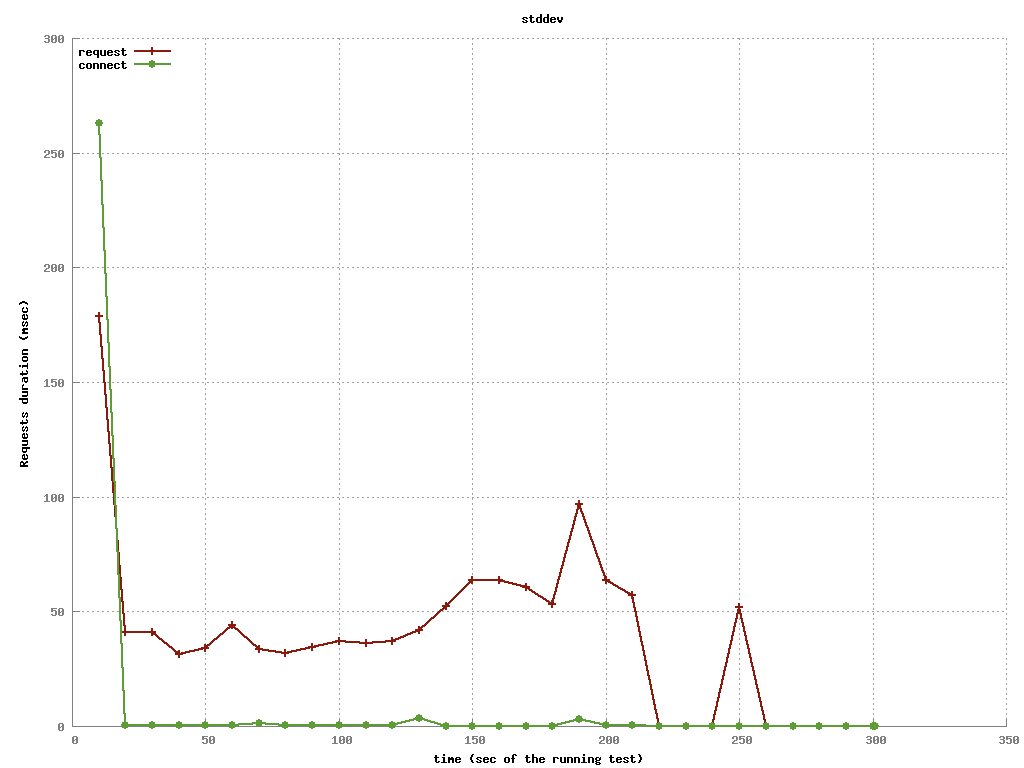 stddev
300
request
connect
250
200
Requests duration (msec)
150
100
50
0
0 50 100 150 200 250 300 350
time (sec of the running test)